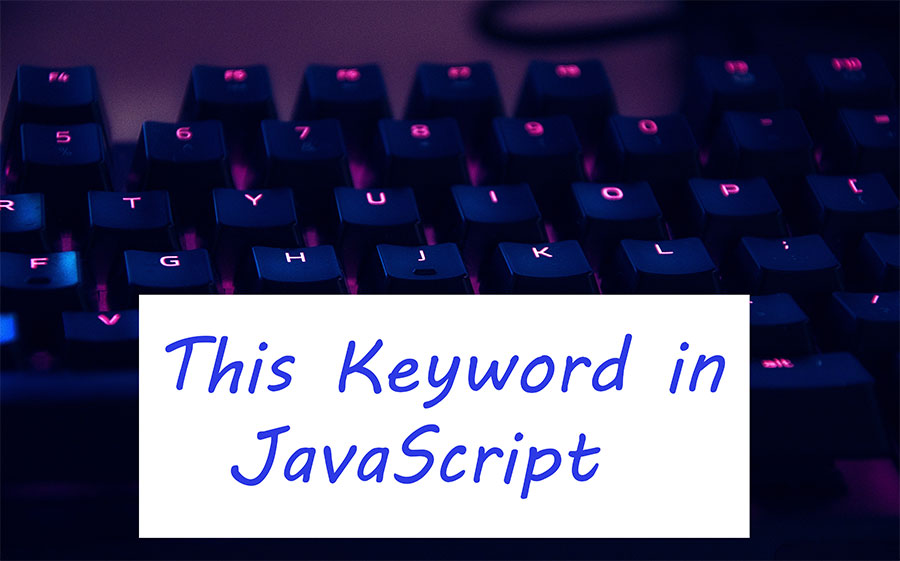 F4 F5 F6 F7 F8 F9 F10
5 6 7 8 9 0 - =
R T Y U I O P [
F G H J K L ;
V /
alt
This Keyword in
JavaScript